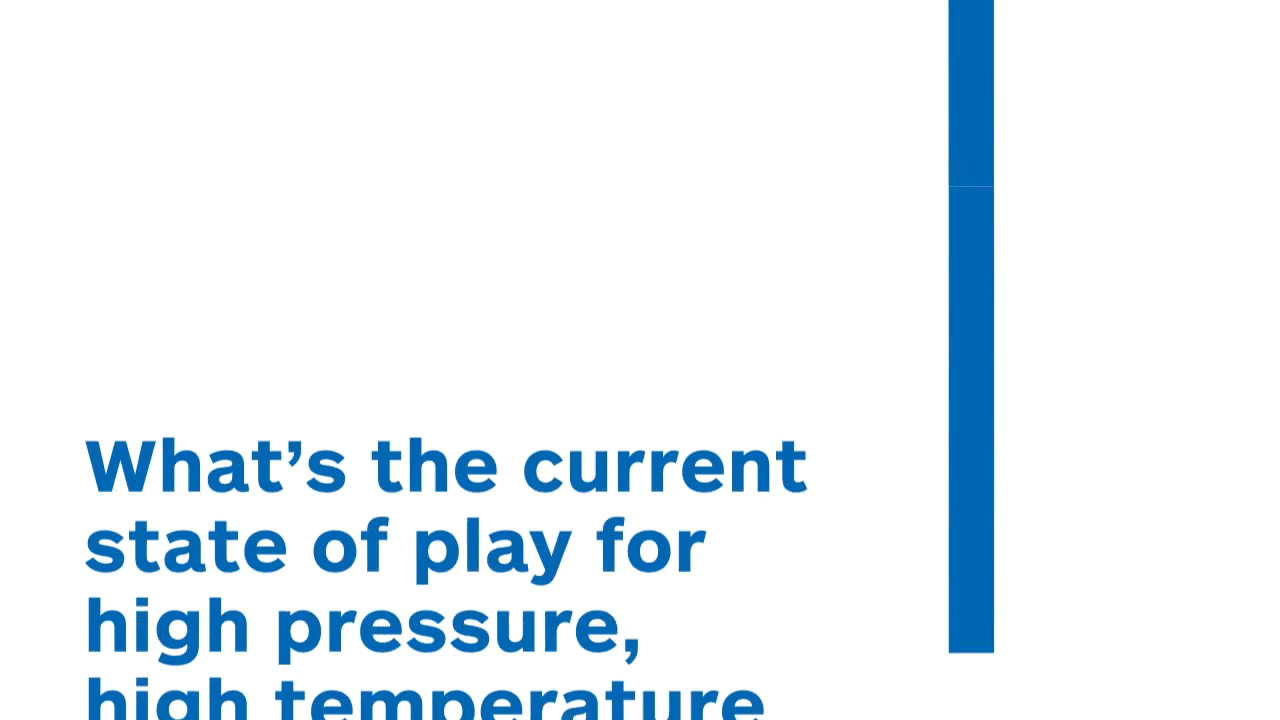 What’s the current
state of play for
high pressure,
high temperature